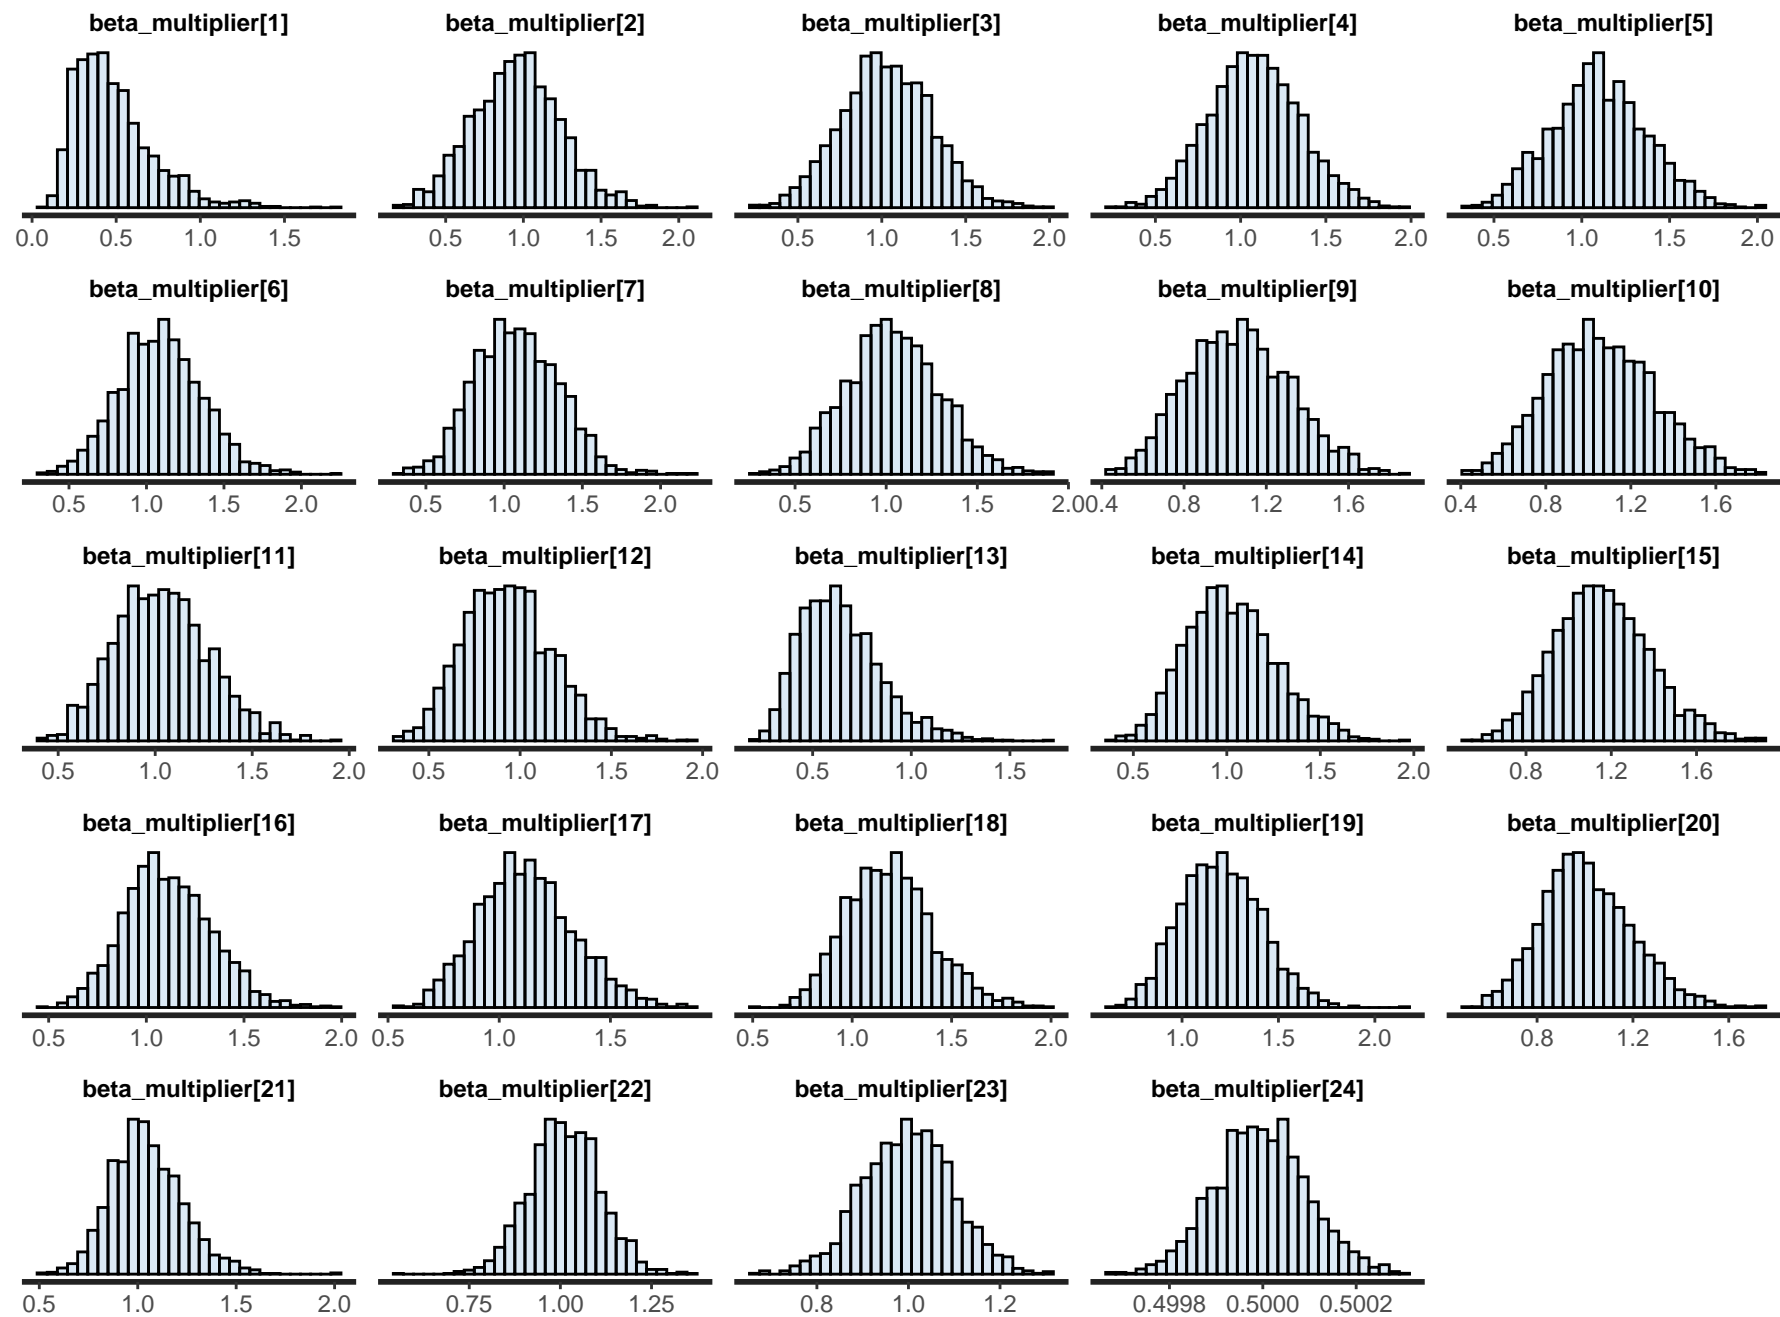 beta_multiplier[1] beta_multiplier[2] beta_multiplier[3] beta_multiplier[4] beta_multiplier[5]
0.0 0.5 1.0 1.5 0.5 1.0 1.5 2.0 0.5 1.0 1.5 2.0 0.5 1.0 1.5 2.0 0.5 1.0 1.5 2.0
beta_multiplier[6] beta_multiplier[7] beta_multiplier[8] beta_multiplier[9] beta_multiplier[10]
0.5 1.0 1.5 2.0 0.5 1.0 1.5 2.0 0.5 1.0 1.5 2.0 0.4 0.8 1.2 1.6 0.4 0.8 1.2 1.6
beta_multiplier[11] beta_multiplier[12] beta_multiplier[13] beta_multiplier[14] beta_multiplier[15]
0.5 1.0 1.5 2.0 0.5 1.0 1.5 2.0 0.5 1.0 1.5 0.5 1.0 1.5 2.0 0.8 1.2 1.6
beta_multiplier[16] beta_multiplier[17] beta_multiplier[18] beta_multiplier[19] beta_multiplier[20]
0.5 1.0 1.5 2.0 0.5 1.0 1.5 0.5 1.0 1.5 2.0 1.0 1.5 2.0 0.8 1.2 1.6
beta_multiplier[21] beta_multiplier[22] beta_multiplier[23] beta_multiplier[24]
0.5 1.0 1.5 2.0 0.75 1.00 1.25 0.8 1.0 1.2 0.4998 0.5000 0.5002